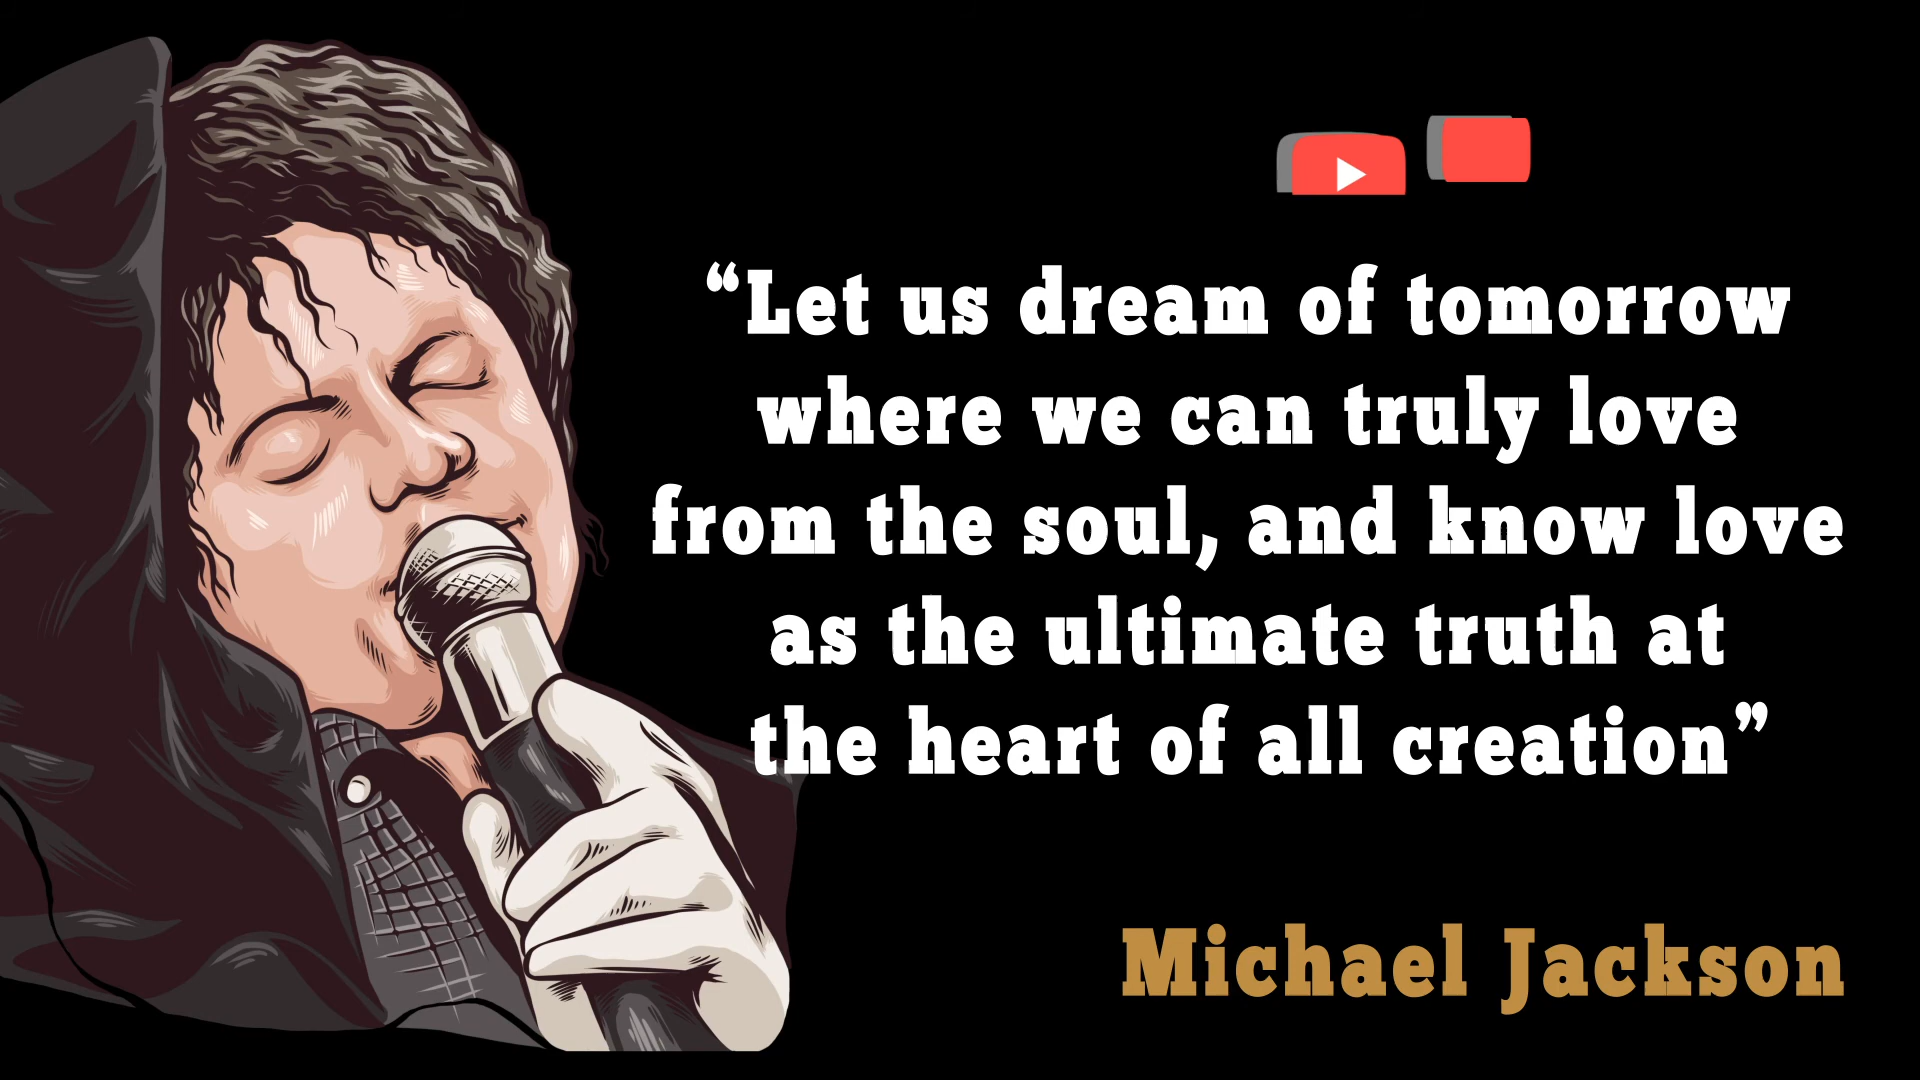 “Let us dream of tomorrow
where we can truly love
from the soul, and know love
as the ultimate truth at
the heart of all creation”
Michael Jackson